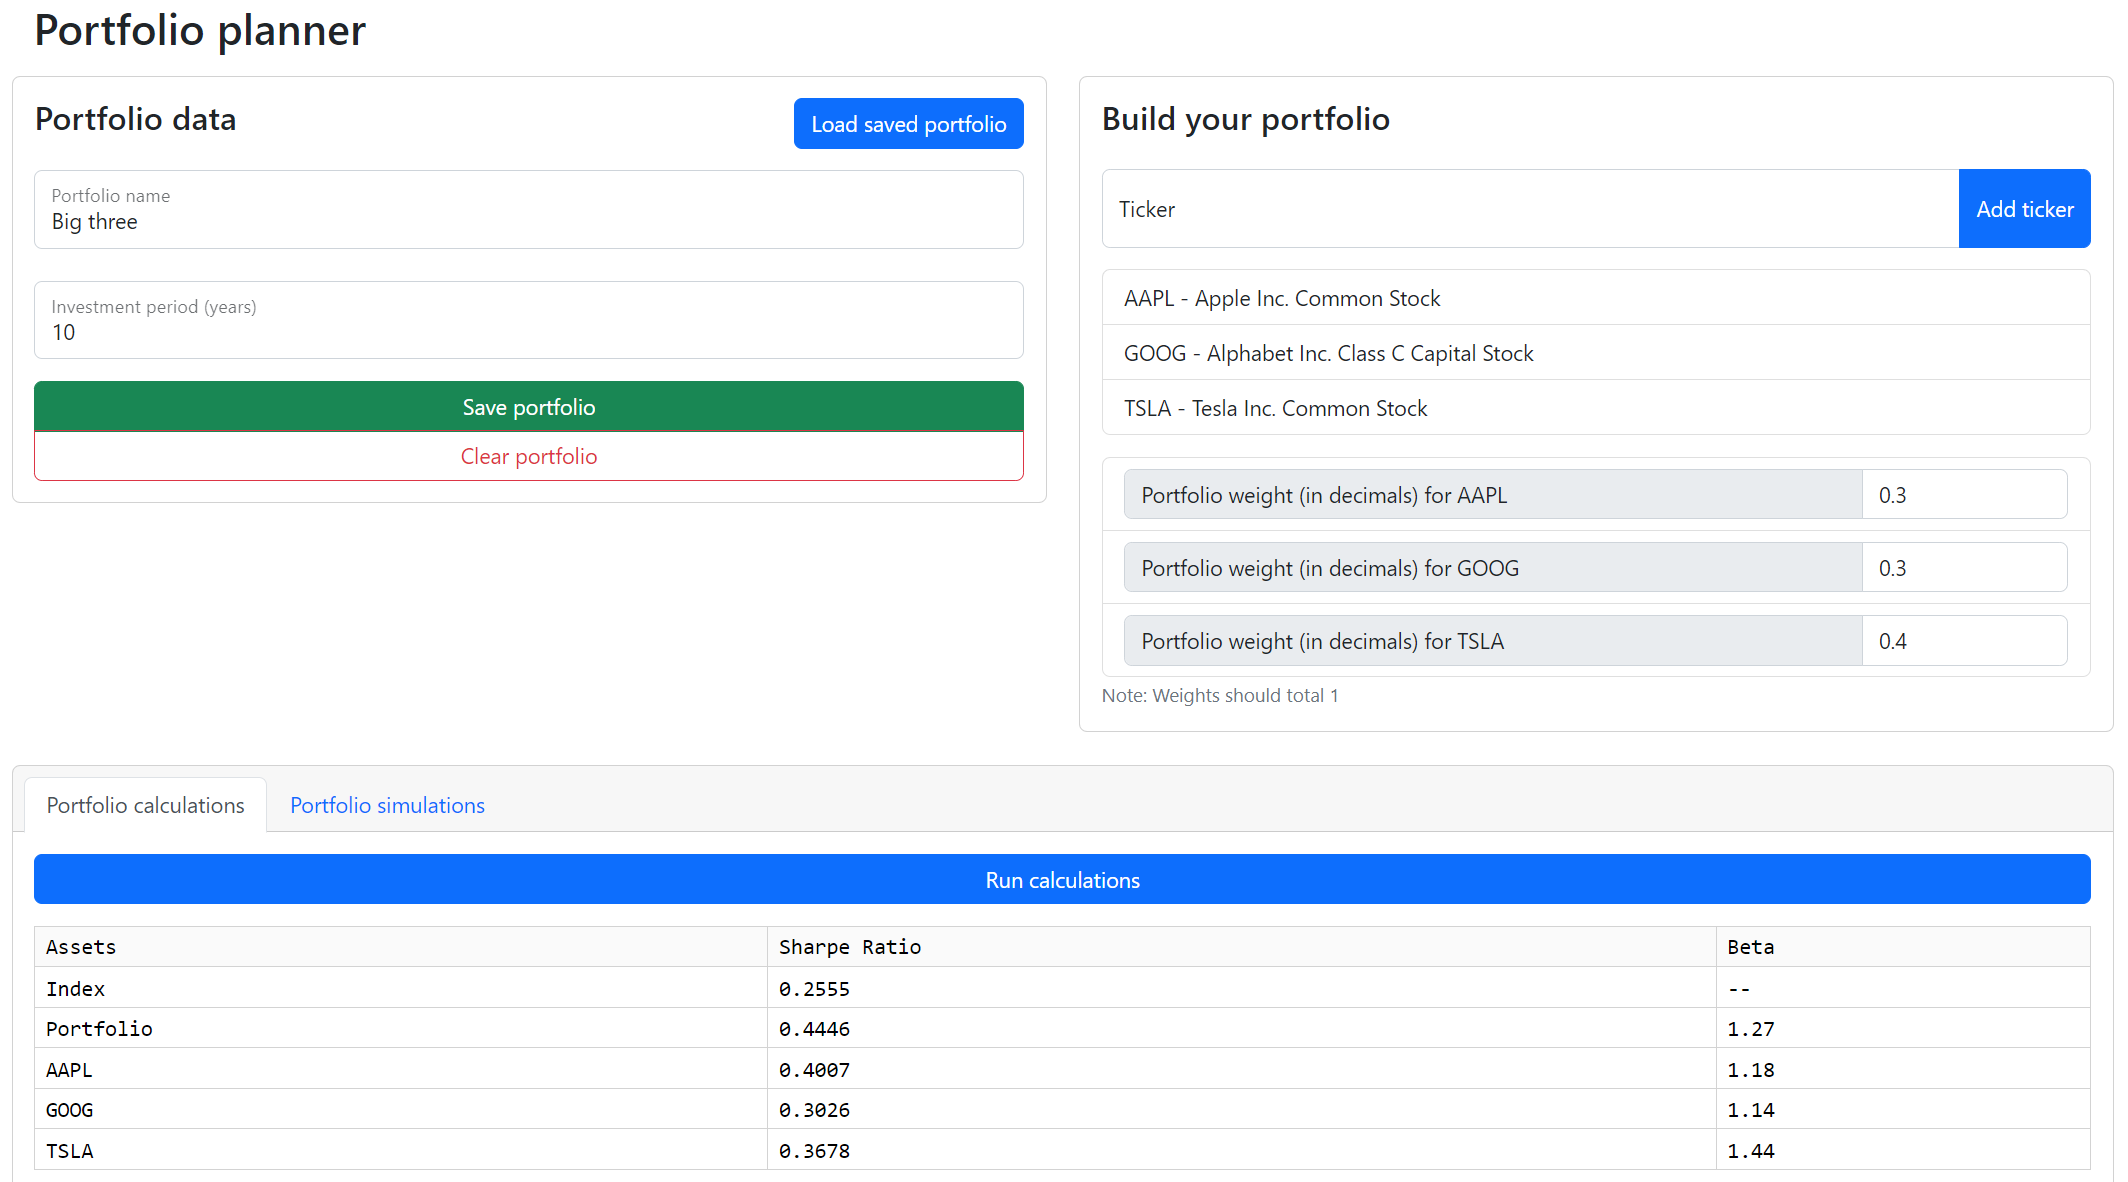 Portfolio planner
Portfolio data
Load saved portfolio
Portfolio name
Big three
Investment period (years)
10
Save portfolio
Clear portfolio
Build your portfolio
Ticker
Add ticker
AAPL - Apple Inc. Common Stock
GOOG - Alphabet Inc. Class C Capital Stock
TSLA - Tesla Inc. Common Stock
Portfolio weight (in decimals) for AAPL 0.3
Portfolio weight (in decimals) for GOOG 0.3
Portfolio weight (in decimals) for TSLA 0.4
Note: Weights should total 1
Portfolio calculations Portfolio simulations
Run calculations
Assets Sharpe Ratio Beta
Index 0.2555 --
Portfolio 0.4446 1.27
AAPL 0.4007 1.18
GOOG 0.3026 1.14
TSLA 0.3678 1.44